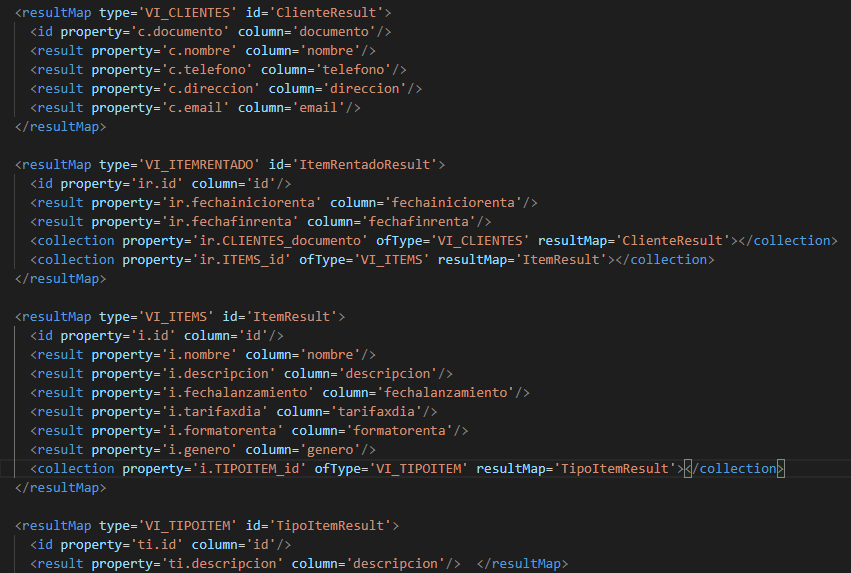 <resultMap type='VI_CLIENTES' id='ClienteResult'>
<id property='c.documento' column='documento'/>
<result property='c.nombre' column='nombre'/>
<result property='c.telefono' column='telefono'/>
<result property='c.direccion' column='direccion'/>
<result property='c.email' column='email'/>
</resultMap>
<resultMap type='VI_ITEMRENTADO' id='ItemRentadoResult'>
<id property='ir.id' column='id'/>
<result property='ir.fechainiciorenta' column='fechainiciorenta'/>
<result property='ir.fechafinrenta' column='fechafinrenta'/>
<collection property='ir.CLIENTES_documento' ofType='VI_CLIENTES' resultMap='ClienteResult'></collection>
<collection property='ir.ITEMS_id' ofType='VI_ITEMS' resultMap='ItemResult'></collection>
</resultMap>
<resultMap type='VI_ITEMS' id='ItemResult'>
<id property='i.id' column='id'/>
<result property='i.nombre' column='nombre'/>
<result property='i.descripcion' column='descripcion'/>
<result property='i.fechalanzamiento' column='fechalanzamiento'/>
<result property='i.tarifaxdia' column='tarifaxdia'/>
<result property='i.formatorenta' column='formatorenta'/>
<result property='i.genero' column='genero'/>
<collection property='i.TIPOITEM_id' ofType='VI_TIPOITEM' resultMap='TipoItemResult'></collection>
</resultMap>
<resultMap type='VI_TIPOITEM' id='TipoItemResult'>
<id property='ti.id' column='id'/>
<result property='ti.descripcion' column='descripcion'/>  </resultMap>